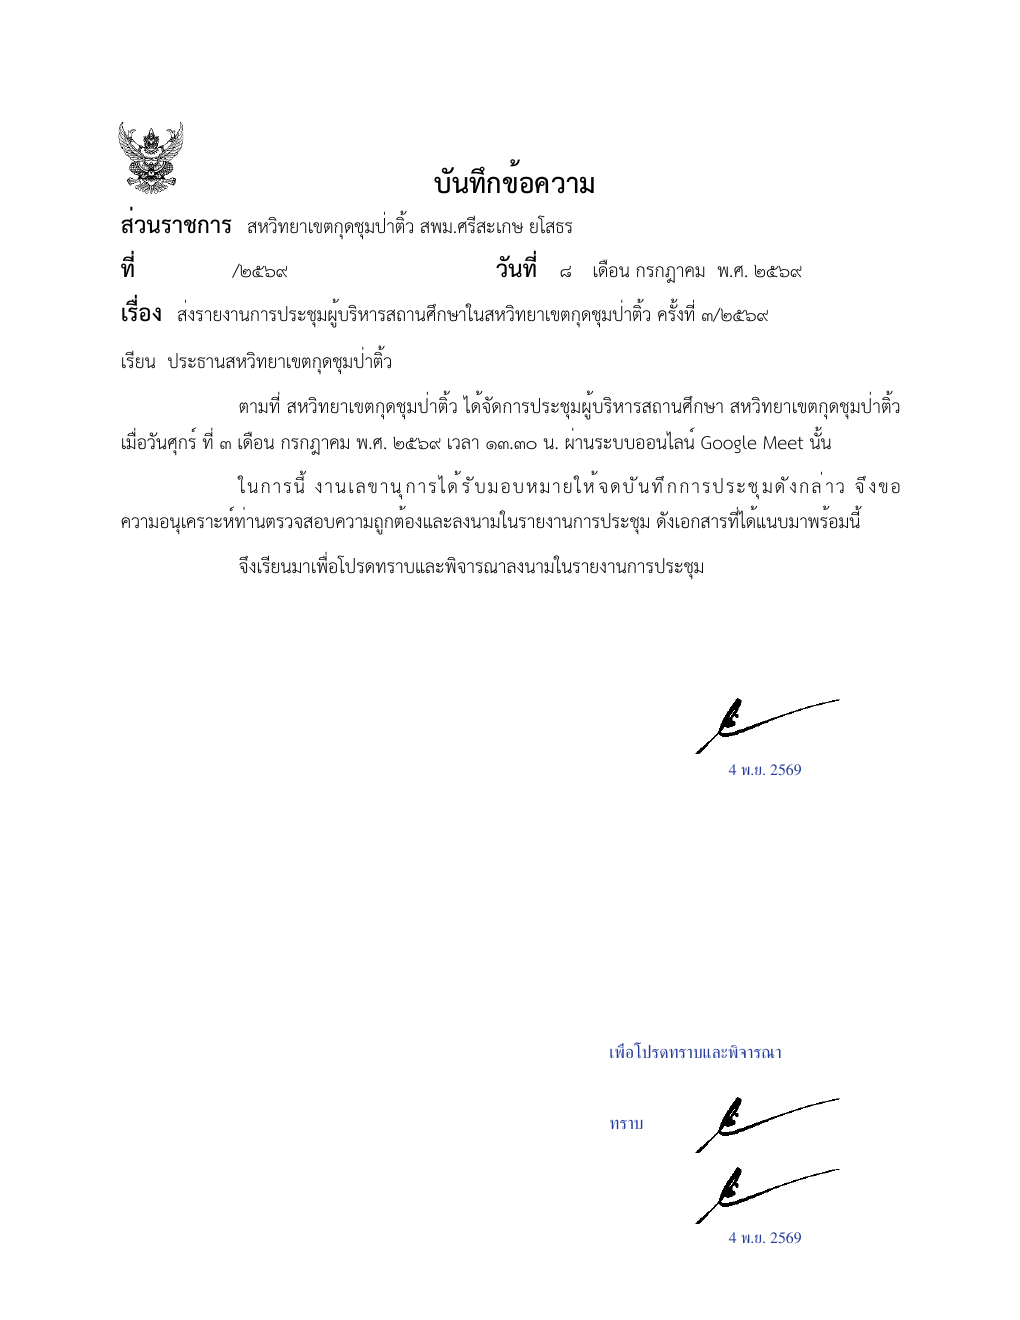 บันทึกข้อความ
ส่วนราชการ สหวิทยาเขตกุดชุมป่าติ้ว สพม.ศรีสะเกษ ยโสธร
ที่ /๒๕๖๙ วันที่ ๘ เดือน กรกฎาคม พ.ศ. ๒๕๖๙
เรื่อง ส่งรายงานการประชุมผู้บริหารสถานศึกษาในสหวิทยาเขตกุดชุมป่าติ้ว ครั้งที่ ๓/๒๕๖๙
เรียน ประธานสหวิทยาเขตกุดชุมป่าติ้ว
ตามที่ สหวิทยาเขตกุดชุมป่าติ้ว ได้จัดการประชุมผู้บริหารสถานศึกษา สหวิทยาเขตกุดชุมป่าติ้ว
เมื่อวันศุกร์ ที่ ๓ เดือน กรกฎาคม พ.ศ. ๒๕๖๙ เวลา ๑๓.๓๐ น. ผ่านระบบออนไลน์ Google Meet นั้น
ในการนี้ งานเลขานุการได้รับมอบหมายให้จดบันทึกการประชุมดังกล่าว จึงขอ
ความอนุเคราะห์ท่านตรวจสอบความถูกต้องและลงนามในรายงานการประชุม ดังเอกสารที่ได้แนบมาพร้อมนี้
จึงเรียนมาเพื่อโปรดทราบและพิจารณาลงนามในรายงานการประชุม
4 พ.ย. 2569
เพื่อโปรดทราบและพิจารณา
ทราบ
4 พ.ย. 2569